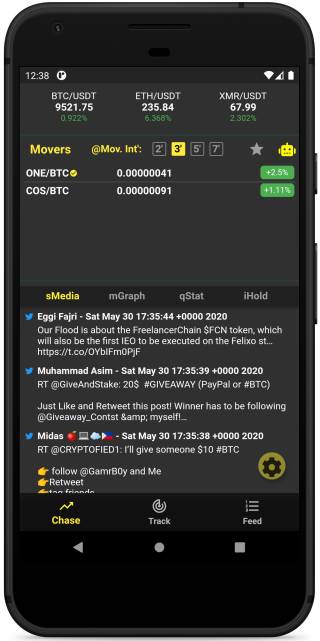 12:38
BTC/USDT ETH/USDT XMR/USDT
9521.75 235.84 67.99
0.922% 6.368% 2.302%
Movers @Mov. Int': 2' 3' 5' 7'
ONE/BTC 0.00000041 +2.5%
COS/BTC 0.00000091 +1.11%
sMedia mGraph qStat iHold
Eggi Fajri - Sat May 30 17:35:44 +0000 2020
Our Flood is about the FreelancerChain $FCN token, which
will also be the first IEO to be executed on the Felixo st...
https://t.co/OYbIFm0PjF
Muhammad Asim - Sat May 30 17:35:39 +0000 2020
RT @GiveAndStake: 20$ #GIVEAWAY (PayPal or #BTC)
Just Like and Retweet this post! Winner has to be following
@Giveaway_Contst &amp; myself!...
Midas 🍎💻☁️🇵🇭 - Sat May 30 17:35:38 +0000 2020
RT @CRYPTOFIED1: I'll give someone $10 #BTC
👉 follow @GamrB0y and Me
👉Retweet
👉tag friends
Chase Track Feed